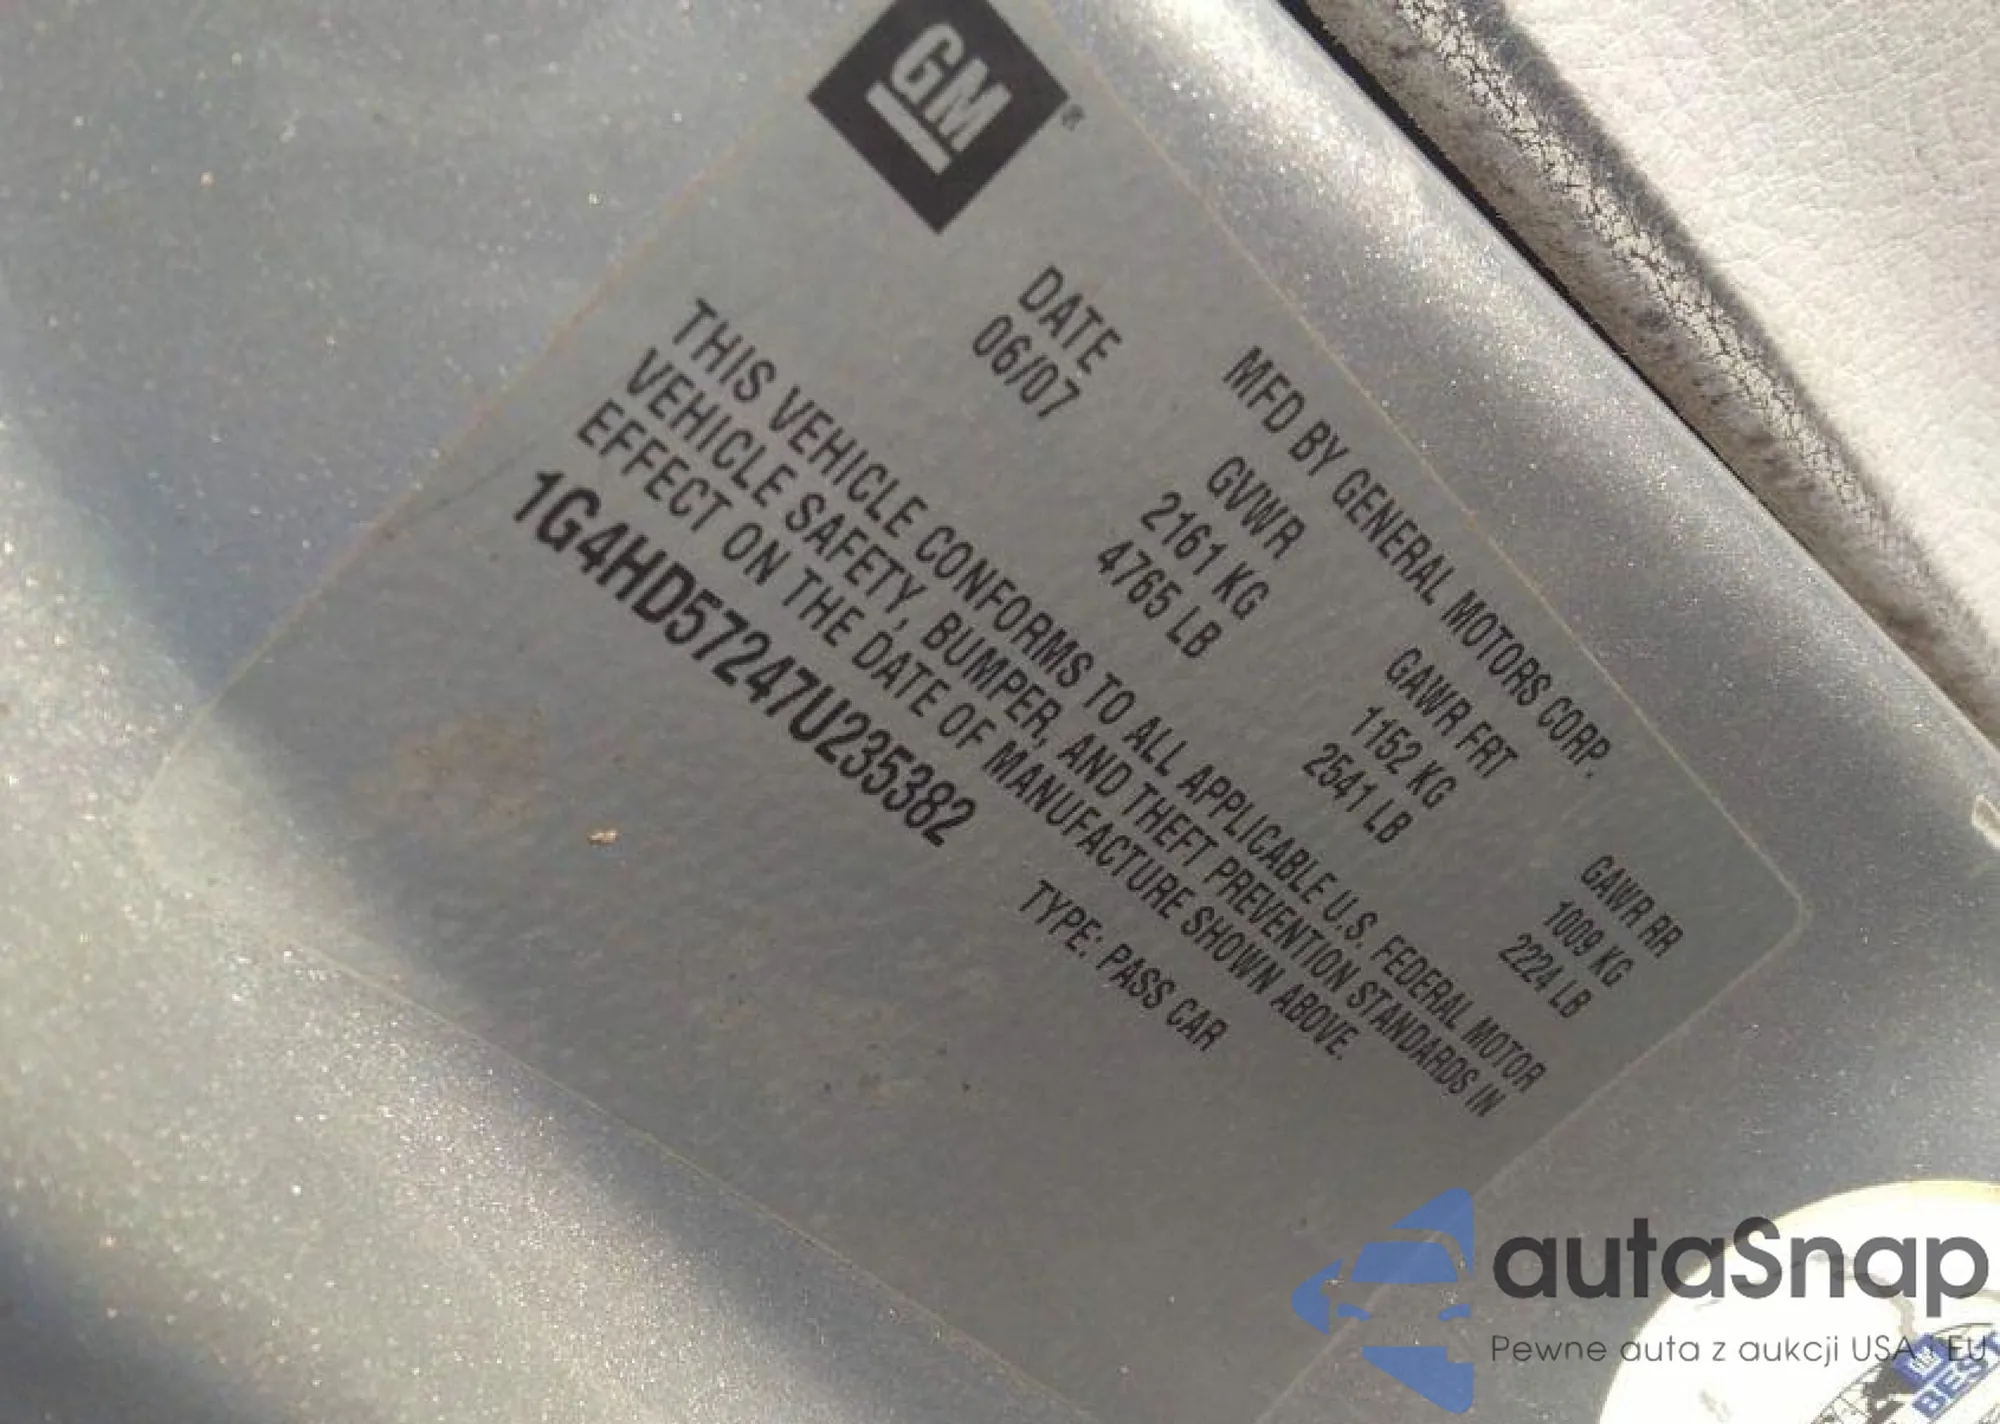 GM
®
MFD BY GENERAL MOTORS CORP.
DATE GVWR GAWR FRT GAWR RR
06/07 2161 KG 1152 KG 1009 KG
4765 LB 2541 LB 2224 LB
THIS VEHICLE CONFORMS TO ALL APPLICABLE U.S. FEDERAL MOTOR
VEHICLE SAFETY, BUMPER, AND THEFT PREVENTION STANDARDS IN
EFFECT ON THE DATE OF MANUFACTURE SHOWN ABOVE.
1G4HD57247U235382 TYPE: PASS CAR
autaSnap
Pewne auta z aukcji USA i EU
BEST